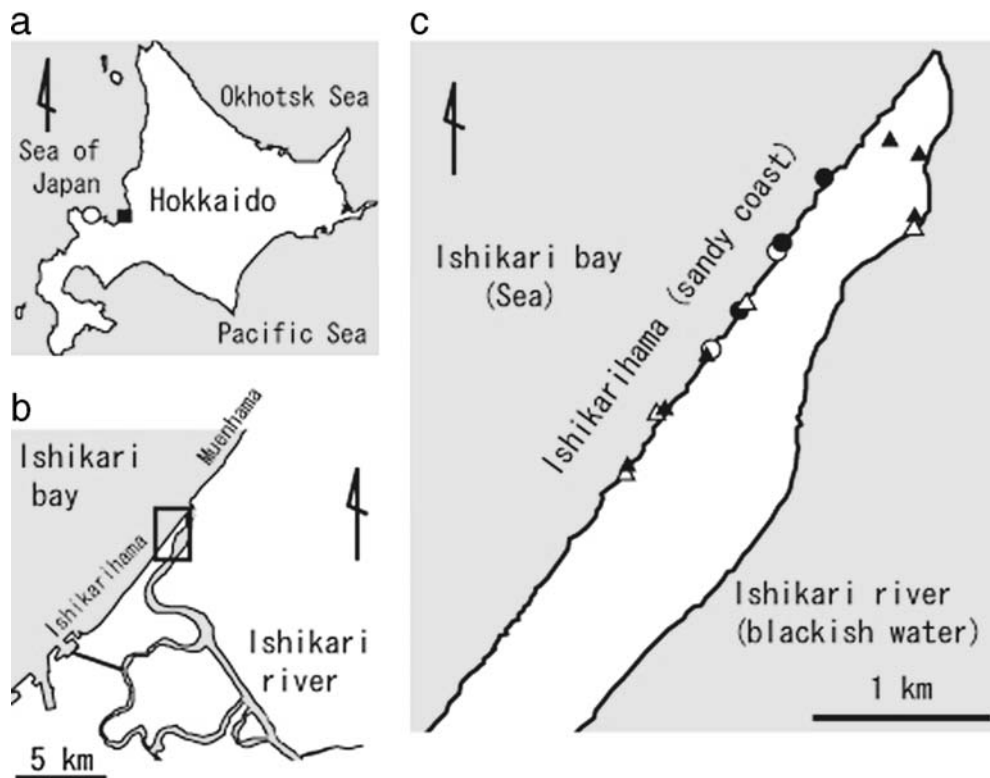 a
Okhotsk Sea
Sea of
Japan
Hokkaido
Pacific Sea
b
Ishikari
bay
Muenhama
Ishikarihama
Ishikari
river
5 km
c
Ishikari bay
(Sea)
Ishikarihama (sandy coast)
Ishikari river
(blackish water)
1 km